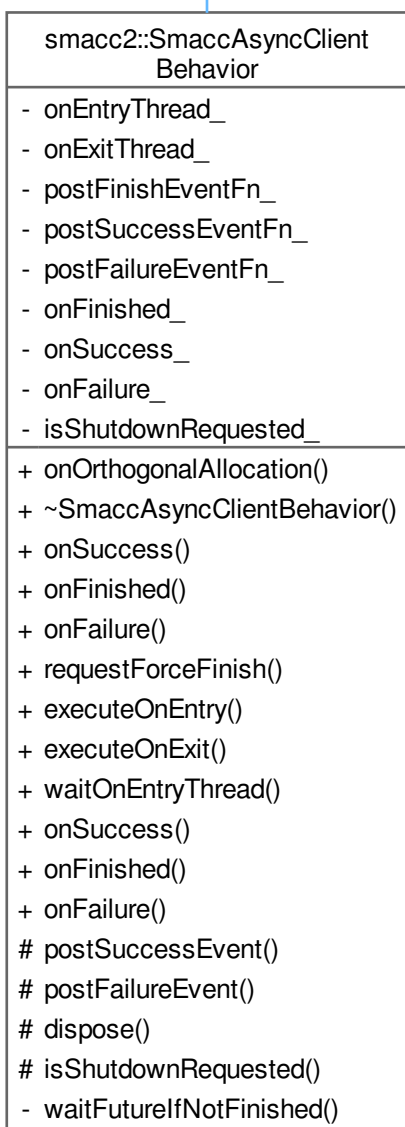 smacc2::SmaccAsyncClient
Behavior
- onEntryThread_
- onExitThread_
- postFinishEventFn_
- postSuccessEventFn_
- postFailureEventFn_
- onFinished_
- onSuccess_
- onFailure_
- isShutdownRequested_
+ onOrthogonalAllocation()
+ ~SmaccAsyncClientBehavior()
+ onSuccess()
+ onFinished()
+ onFailure()
+ requestForceFinish()
+ executeOnEntry()
+ executeOnExit()
+ waitOnEntryThread()
+ onSuccess()
+ onFinished()
+ onFailure()
# postSuccessEvent()
# postFailureEvent()
# dispose()
# isShutdownRequested()
- waitFutureIfNotFinished()